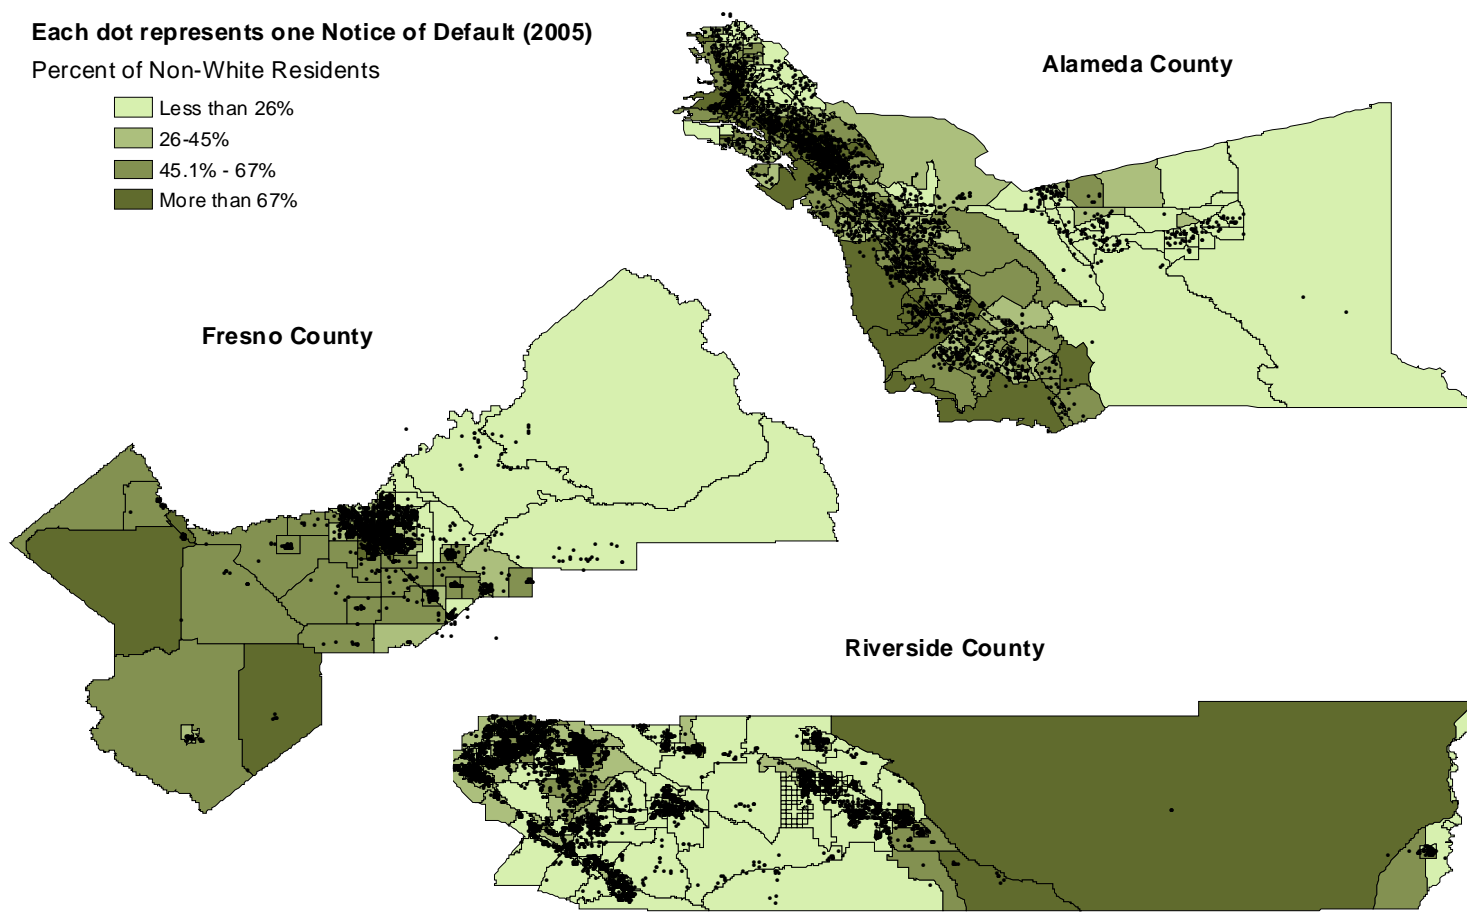 Each dot represents one Notice of Default (2005)
Percent of Non-White Residents
Less than 26%
26-45%
45.1% - 67%
More than 67%
Alameda County
Fresno County
Riverside County